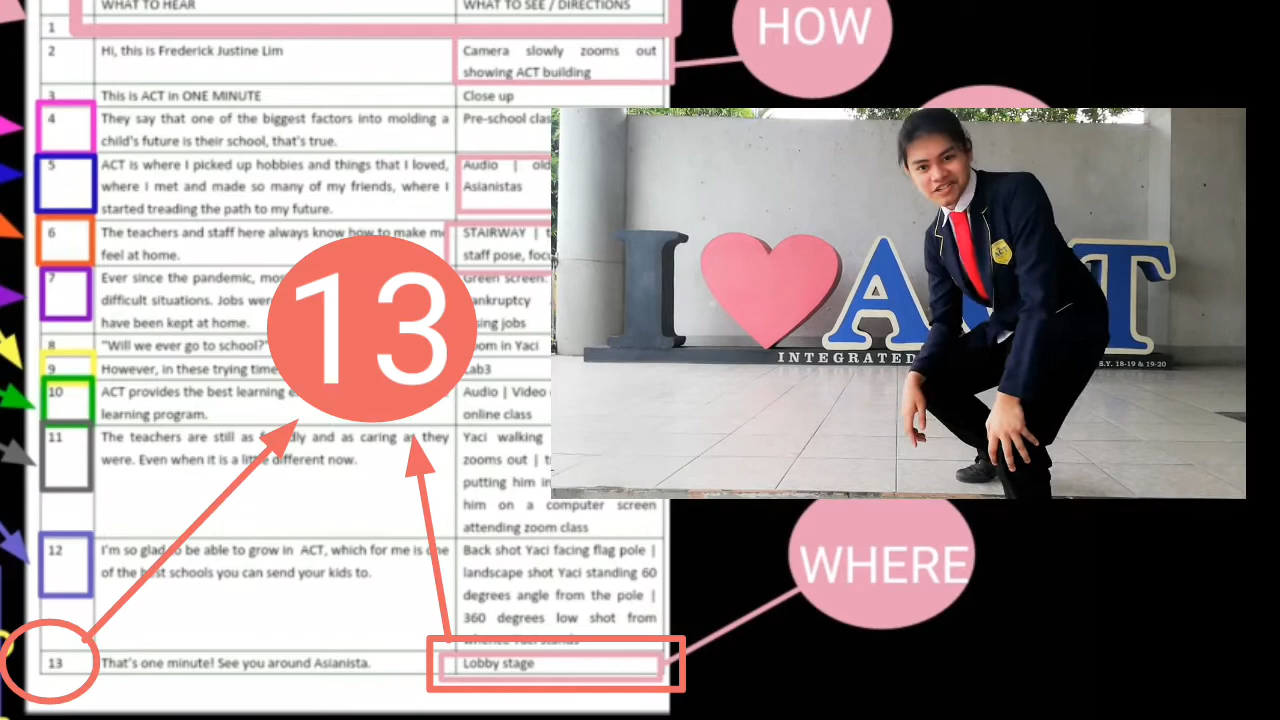 WHAT TO HEAR
WHAT TO SEE / DIRECTIONS
1
2
Hi, this is Frederick Justine Lim
Camera slowly zooms out
showing ACT building
3
This is ACT in ONE MINUTE
Close up
4
They say that one of the biggest factors into molding a
child's future is their school, that's true.
Pre-school
5
ACT is where I picked up hobbies and things that I loved,
where I met and made so many of my friends, where I
started treading the path to my future.
Audio | old
Asianistas
6
The teachers and staff here always know how to make me
feel at home.
STAIRWAY |
staff pose,
7
Ever since the pandemic,
difficult situations. Jobs were
have been kept at home.
Green screen:
bankruptcy
jobs
8
"Will we ever go to school?"
in Yaci
9
However, in these trying
Lab3
10
ACT provides the best learning
learning program.
Audio | Video
online class
11
The teachers are still as friendly and as caring as they
were. Even when it is a little different now.
Yaci walking
zooms out |
putting him
him on a computer screen
attending zoom class
12
I'm so glad to be able to grow in ACT, which for me is one
of the best schools you can send your kids to.
Back shot Yaci facing flag pole |
landscape shot Yaci standing 60
degrees angle from the pole |
360 degrees low shot from
whence Yaci stands
13
That's one minute! See you around Asianista.
Lobby stage
13
HOW
I A T
INTEGRATED
S.Y. 18-19 & 19-20
ACT
WHERE